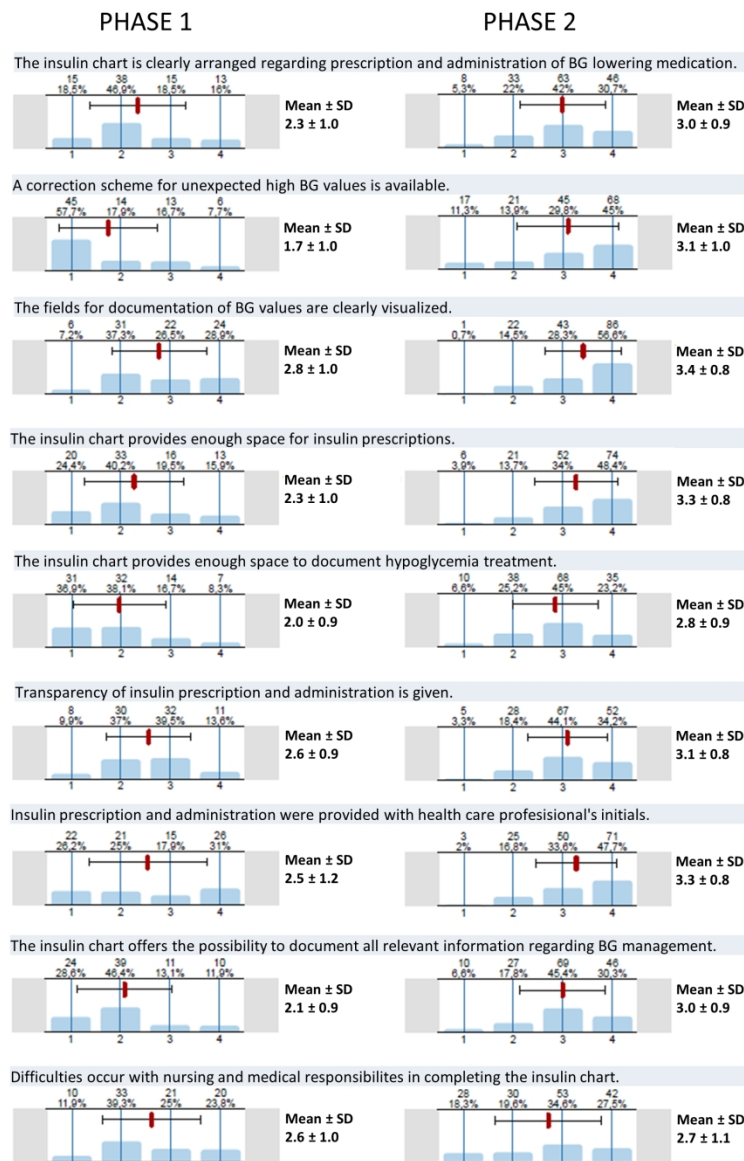 PHASE 1 PHASE 2
The insulin chart is clearly arranged regarding prescription and administration of BG lowering medication.
15 38 15 13 8 33 63 46
18,5% 46,9% 18,5% 16% 5,3% 22% 42% 30,7%
Mean ± SD Mean ± SD
2.3 ± 1.0 3.0 ± 0.9
1 2 3 4 1 2 3 4
A correction scheme for unexpected high BG values is available.
45 14 13 6 17 21 45 68
57,7% 17,9% 16,7% 7,7% 11,3% 13,9% 29,8% 45%
Mean ± SD Mean ± SD
1.7 ± 1.0 3.1 ± 1.0
1 2 3 4 1 2 3 4
The fields for documentation of BG values are clearly visualized.
6 31 22 24 1 22 43 86
7,2% 37,3% 26,5% 28,9% 0,7% 14,5% 28,3% 56,6%
Mean ± SD Mean ± SD
2.8 ± 1.0 3.4 ± 0.8
1 2 3 4 1 2 3 4
The insulin chart provides enough space for insulin prescriptions.
20 33 16 13 6 21 52 74
24,4% 40,2% 19,5% 15,9% 3,9% 13,7% 34% 48,4%
Mean ± SD Mean ± SD
2.3 ± 1.0 3.3 ± 0.8
1 2 3 4 1 2 3 4
The insulin chart provides enough space to document hypoglycemia treatment.
31 32 14 7 10 38 68 35
36,9% 38,1% 16,7% 8,3% 6,6% 25,2% 45% 23,2%
Mean ± SD Mean ± SD
2.0 ± 0.9 2.8 ± 0.9
1 2 3 4 1 2 3 4
Transparency of insulin prescription and administration is given.
8 30 32 11 5 28 67 52
9,9% 37% 39,5% 13,6% 3,3% 18,4% 44,1% 34,2%
Mean ± SD Mean ± SD
2.6 ± 0.9 3.1 ± 0.8
1 2 3 4 1 2 3 4
Insulin prescription and administration were provided with health care profesisional's initials.
22 21 15 26 3 25 50 71
26,2% 25% 17,9% 31% 2% 16,8% 33,6% 47,7%
Mean ± SD Mean ± SD
2.5 ± 1.2 3.3 ± 0.8
1 2 3 4 1 2 3 4
The insulin chart offers the possibility to document all relevant information regarding BG management.
24 39 11 10 10 27 69 46
28,6% 46,4% 13,1% 11,9% 6,6% 17,8% 45,4% 30,3%
Mean ± SD Mean ± SD
2.1 ± 0.9 3.0 ± 0.9
1 2 3 4 1 2 3 4
Difficulties occur with nursing and medical responsibilites in completing the insulin chart.
10 33 21 20 28 30 53 42
11,9% 39,3% 25% 23,8% 18,3% 19,6% 34,6% 27,5%
Mean ± SD Mean ± SD
2.6 ± 1.0 2.7 ± 1.1